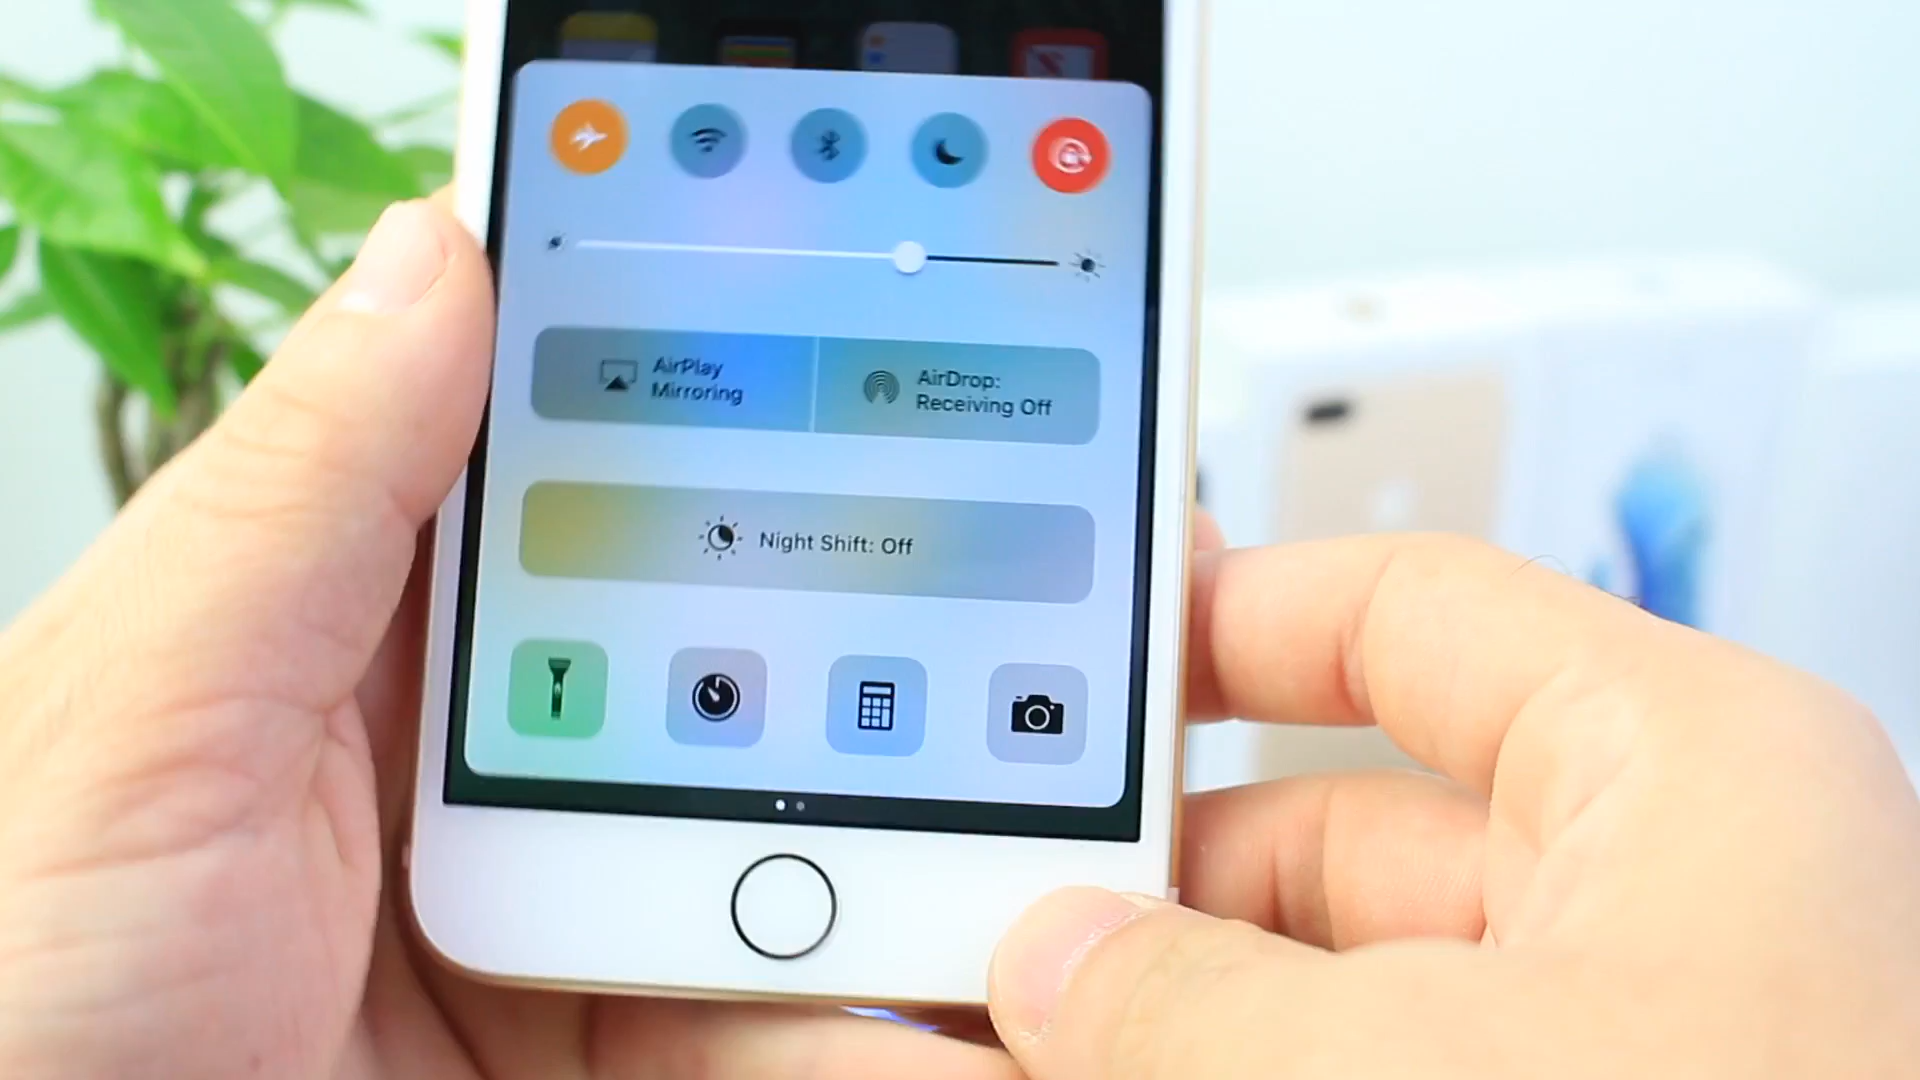 AirPlay
Mirroring
AirDrop:
Receiving Off
Night Shift: Off